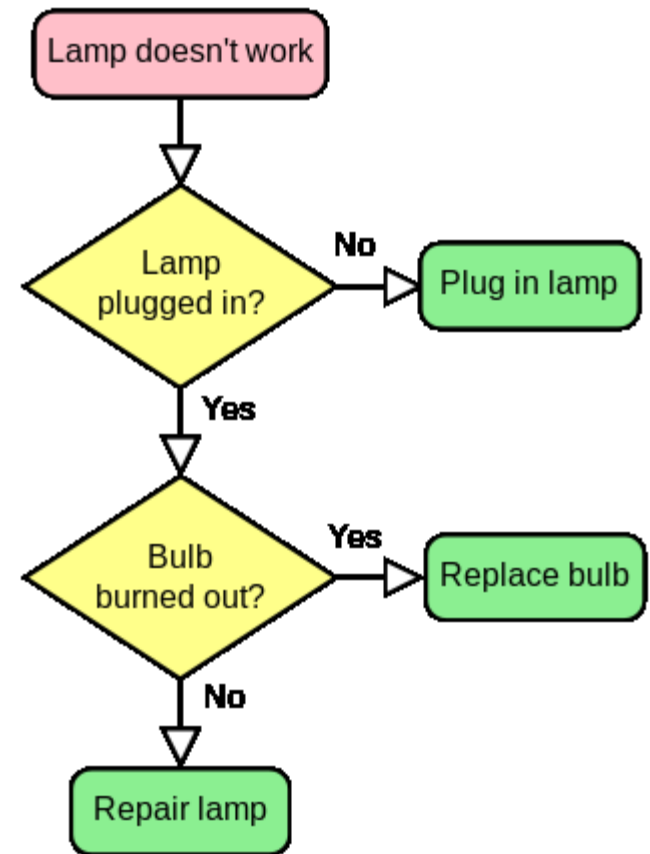 Lamp doesn't work
Lamp
plugged in?
No
Plug in lamp
Yes
Bulb
burned out?
Yes
Replace bulb
No
Repair lamp